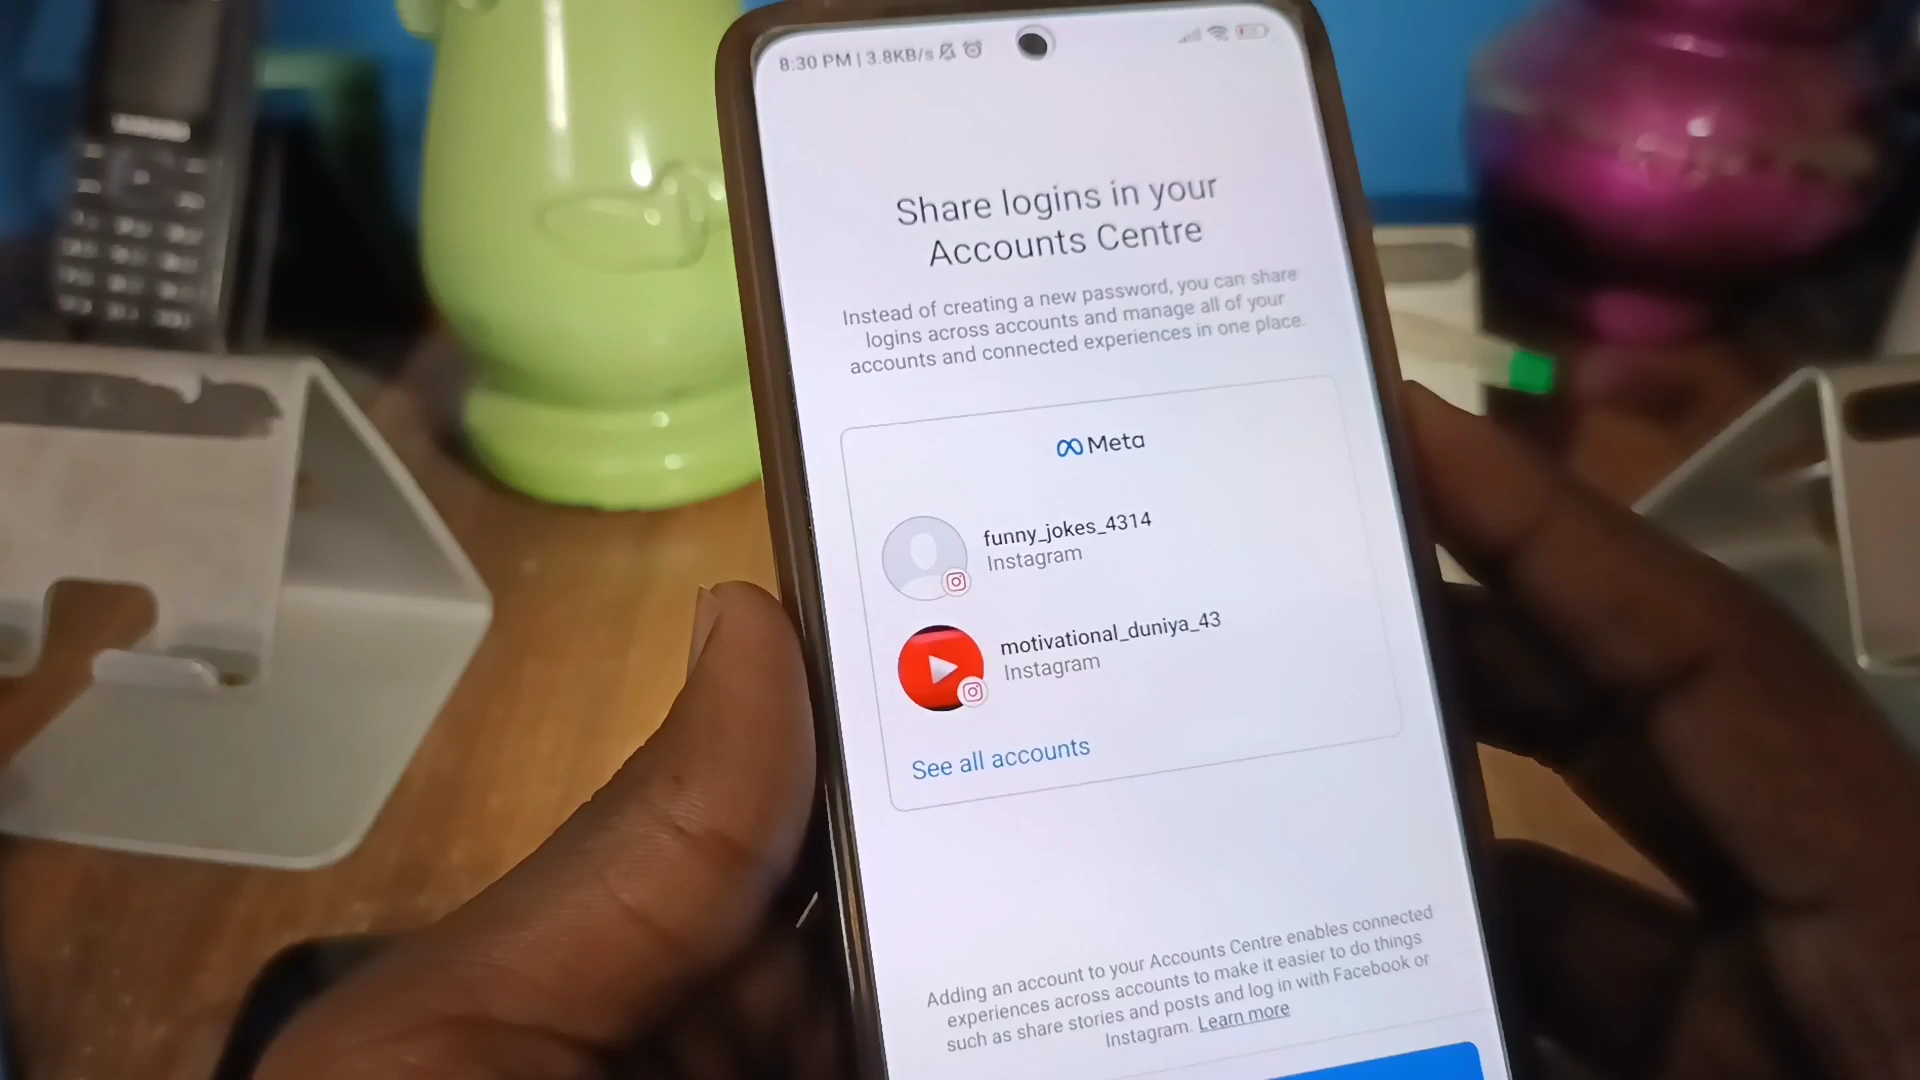 8:30 PM | 3.8KB/s
Share logins in your
Accounts Centre
Instead of creating a new password, you can share
logins across accounts and manage all of your
accounts and connected experiences in one place.
Meta
funny_jokes_4314
Instagram
motivational_duniya_43
Instagram
See all accounts
Adding an account to your Accounts Centre enables connected
experiences across accounts to make it easier to do things
such as share stories and posts and log in with Facebook or
Instagram. Learn more